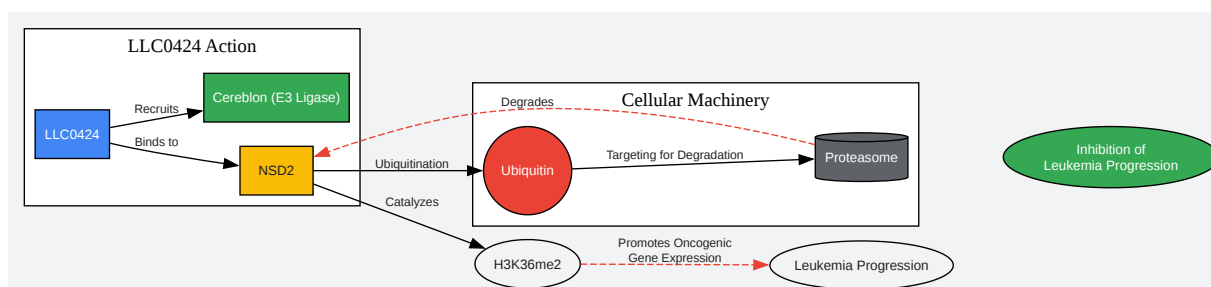 LLC0424 Action
Cereblon (E3 Ligase)
Recruits
LLC0424
Binds to
NSD2
Degrades
Cellular Machinery
Ubiquitination
Ubiquitin
Targeting for Degradation
Proteasome
Catalyzes
H3K36me2
Promotes Oncogenic
Gene Expression
Leukemia Progression
Inhibition of
Leukemia Progression